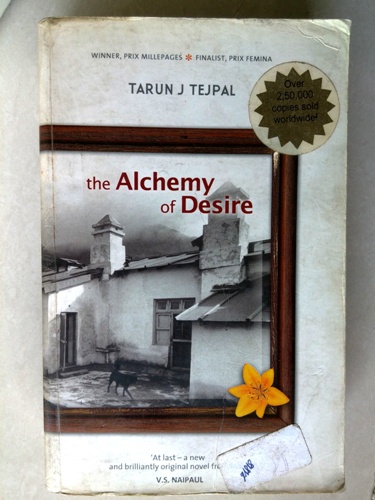 WINNER, PRIX MILLEPAGES * FINALIST, PRIX FEMINA
TARUN J TEJPAL
Over
2,50,000
copies sold
worldwide!
the Alchemy
of Desire
'At last – a new
and brilliantly original novel
V.S. NAIPAUL